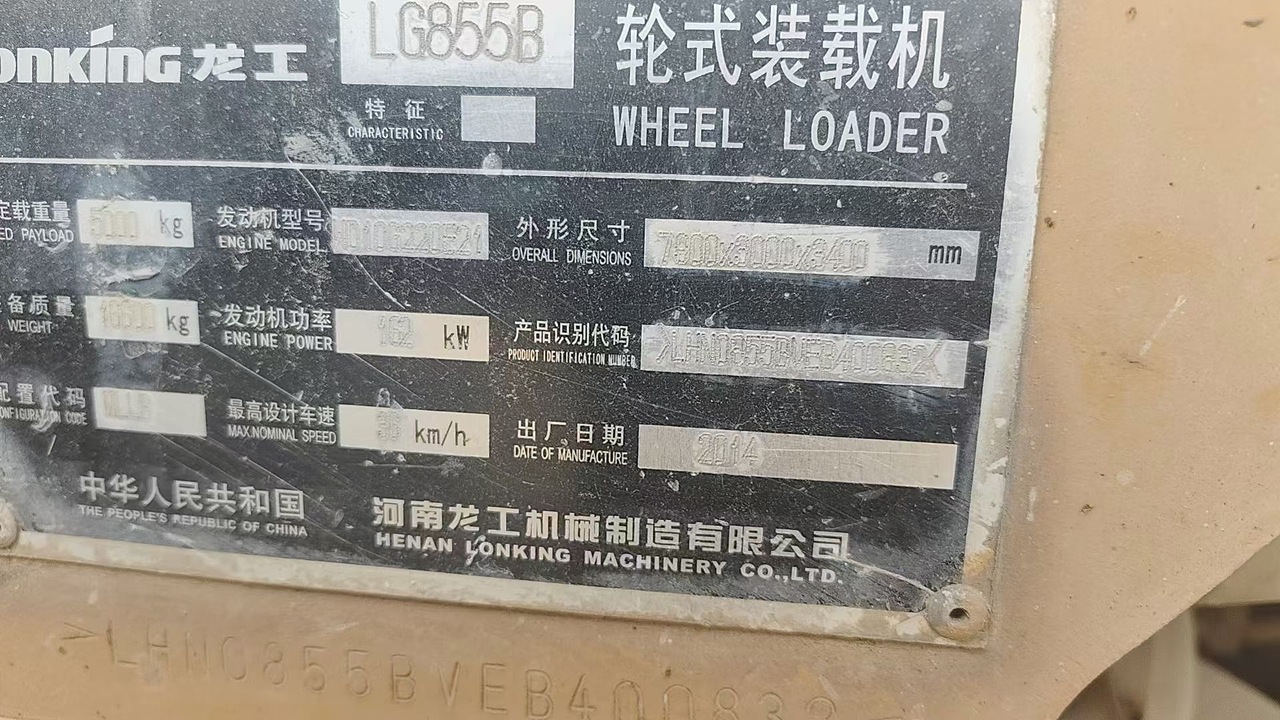 LONKING 龙工
LG855B
轮式装载机
特征
CHARACTERISTIC
WHEEL LOADER
定载重量
ED PAYLOAD
5000 kg
发动机型号
ENGINE MODEL
外形尺寸
OVERALL DIMENSIONS
mm
备质量
WEIGHT
kg
发动机功率
ENGINE POWER
162 kW
产品识别代码
PRODUCT IDENTIFICATION NUMBER
LHN0855BVEB400832
配置代码
CONFIGURATION CODE
最高设计车速
MAX.NOMINAL SPEED
km/h
出厂日期
DATE OF MANUFACTURE
2014
中华人民共和国
THE PEOPLE'S REPUBLIC OF CHINA
河南龙工机械制造有限公司
HENAN LONKING MACHINERY CO.,LTD.
LHN0855BVEB400832